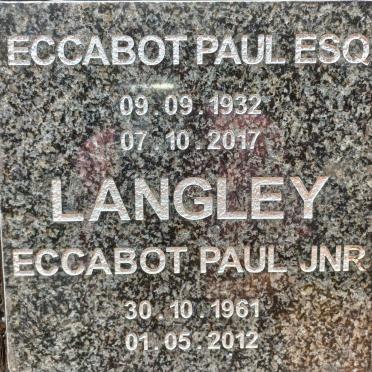 ECCABOT PAUL ESQ
09.09.1932
07.10.2017
LANGLEY
ECCABOT PAUL JNR
30.10.1961
01.05.2012